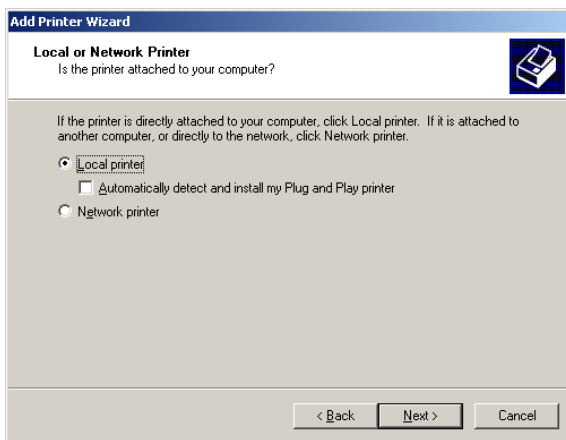 Add Printer Wizard
Local or Network Printer
Is the printer attached to your computer?
If the printer is directly attached to your computer, click Local printer. If it is attached to
another computer, or directly to the network, click Network printer.
Local printer
Automatically detect and install my Plug and Play printer
Network printer
< Back
Next >
Cancel